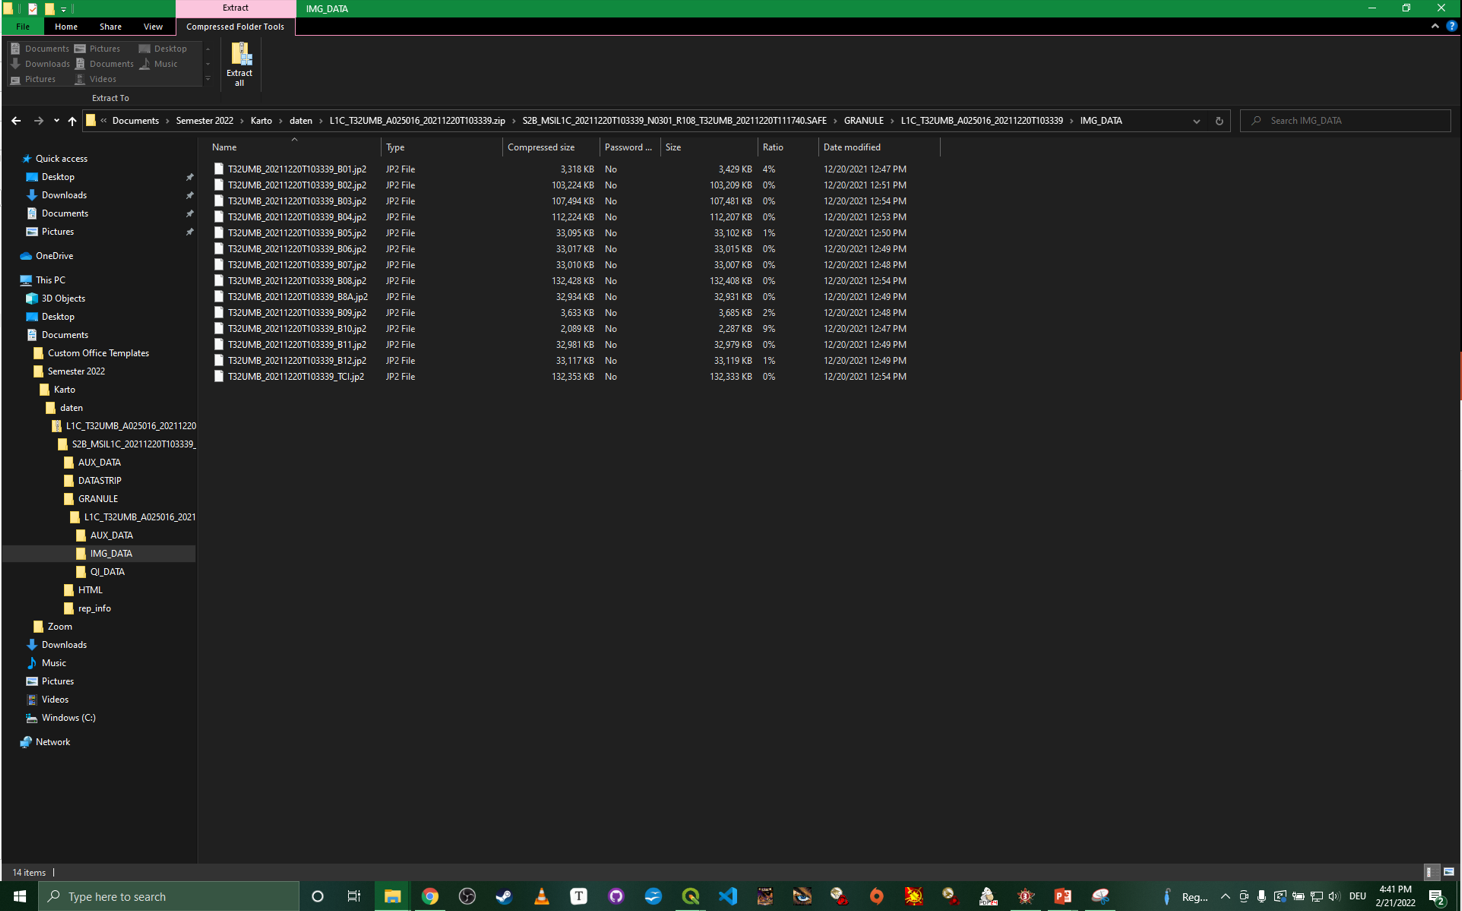 Extract
IMG_DATA
File
Home
Share
View
Compressed Folder Tools
Documents
Pictures
Desktop
Downloads
Documents
Music
Pictures
Videos
Extract To
Extract all
« Documents › Semester 2022 › Karto › daten › L1C_T32UMB_A025016_20211220T103339.zip › S2B_MSIL1C_20211220T103339_N0301_R108_T32UMB_20211220T111740.SAFE › GRANULE › L1C_T32UMB_A025016_20211220T103339 › IMG_DATA
Search IMG_DATA
Name Type Compressed size Password ... Size Ratio Date modified
T32UMB_20211220T103339_B01.jp2 JP2 File 3,318 KB No 3,429 KB 4% 12/20/2021 12:47 PM
T32UMB_20211220T103339_B02.jp2 JP2 File 103,224 KB No 103,209 KB 0% 12/20/2021 12:51 PM
T32UMB_20211220T103339_B03.jp2 JP2 File 107,494 KB No 107,481 KB 0% 12/20/2021 12:54 PM
T32UMB_20211220T103339_B04.jp2 JP2 File 112,224 KB No 112,207 KB 0% 12/20/2021 12:53 PM
T32UMB_20211220T103339_B05.jp2 JP2 File 33,095 KB No 33,102 KB 1% 12/20/2021 12:50 PM
T32UMB_20211220T103339_B06.jp2 JP2 File 33,017 KB No 33,015 KB 0% 12/20/2021 12:49 PM
T32UMB_20211220T103339_B07.jp2 JP2 File 33,010 KB No 33,007 KB 0% 12/20/2021 12:48 PM
T32UMB_20211220T103339_B08.jp2 JP2 File 132,428 KB No 132,408 KB 0% 12/20/2021 12:54 PM
T32UMB_20211220T103339_B8A.jp2 JP2 File 32,934 KB No 32,931 KB 0% 12/20/2021 12:49 PM
T32UMB_20211220T103339_B09.jp2 JP2 File 3,633 KB No 3,685 KB 2% 12/20/2021 12:48 PM
T32UMB_20211220T103339_B10.jp2 JP2 File 2,089 KB No 2,287 KB 9% 12/20/2021 12:47 PM
T32UMB_20211220T103339_B11.jp2 JP2 File 32,981 KB No 32,979 KB 0% 12/20/2021 12:49 PM
T32UMB_20211220T103339_B12.jp2 JP2 File 33,117 KB No 33,119 KB 1% 12/20/2021 12:49 PM
T32UMB_20211220T103339_TCI.jp2 JP2 File 132,353 KB No 132,333 KB 0% 12/20/2021 12:54 PM
Quick access
Desktop
Downloads
Documents
Pictures
OneDrive
This PC
3D Objects
Desktop
Documents
Custom Office Templates
Semester 2022
Karto
daten
L1C_T32UMB_A025016_20211220
S2B_MSIL1C_20211220T103339_
AUX_DATA
DATASTRIP
GRANULE
L1C_T32UMB_A025016_2021
AUX_DATA
IMG_DATA
QI_DATA
HTML
rep_info
Zoom
Downloads
Music
Pictures
Videos
Windows (C:)
Network
14 items
Type here to search
Reg...
DEU
4:41 PM
2/21/2022
2